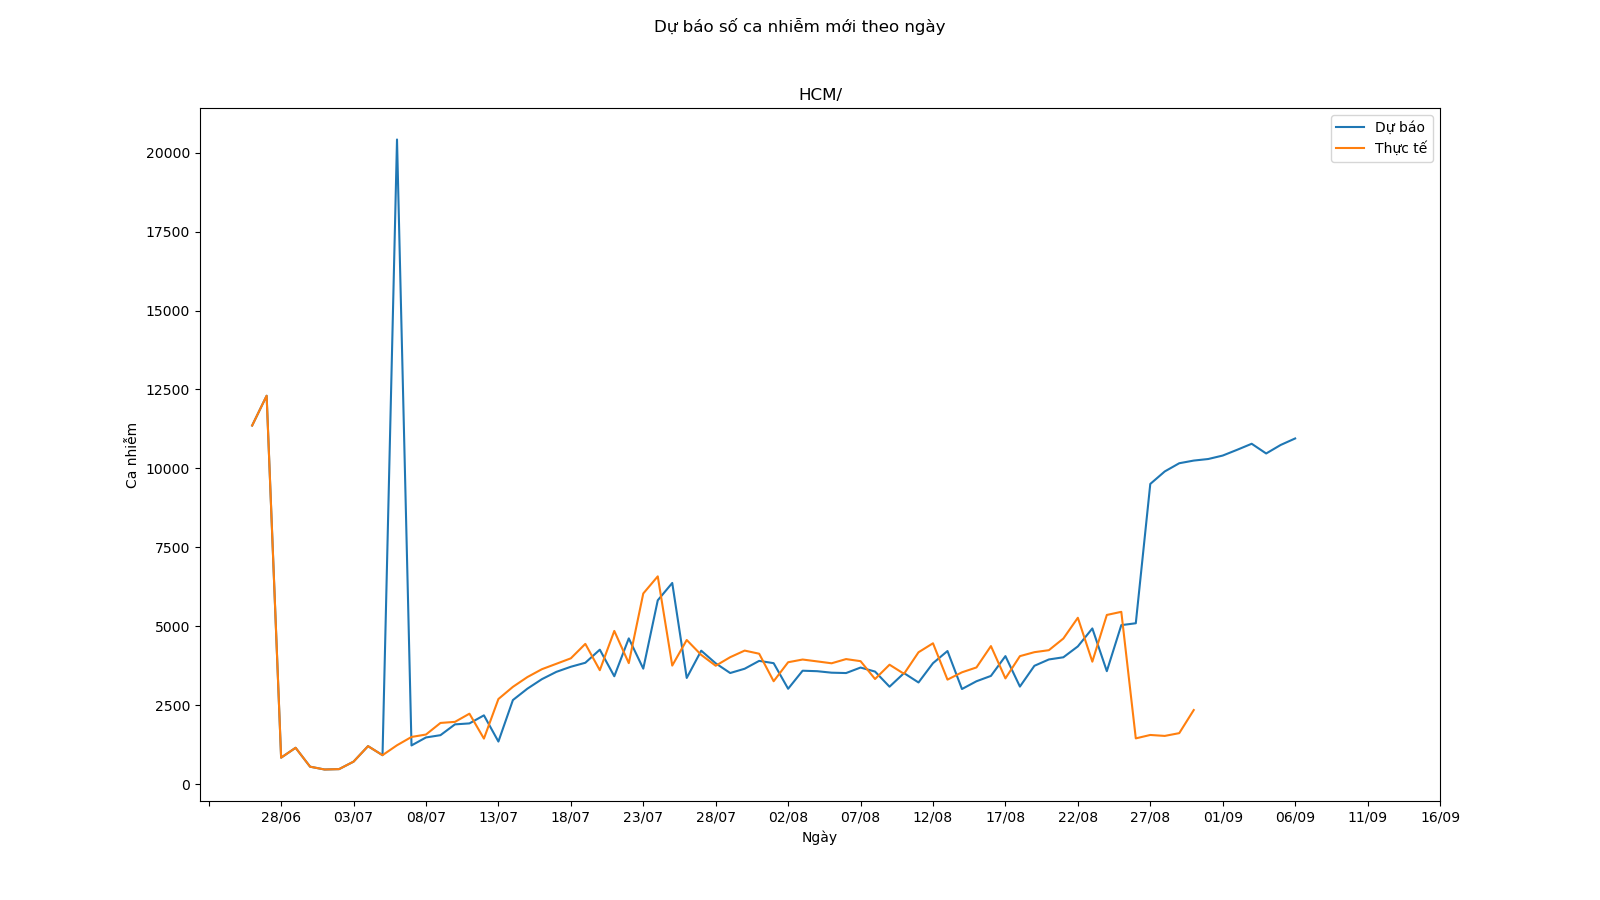 Dự báo số ca nhiễm mới theo ngày
HCM/
Dự báo
Thực tế
20000
17500
15000
12500
10000
7500
5000
2500
0
Ca nhiễm
28/06 03/07 08/07 13/07 18/07 23/07 28/07 02/08 07/08 12/08 17/08 22/08 27/08 01/09 06/09 11/09 16/09
Ngày